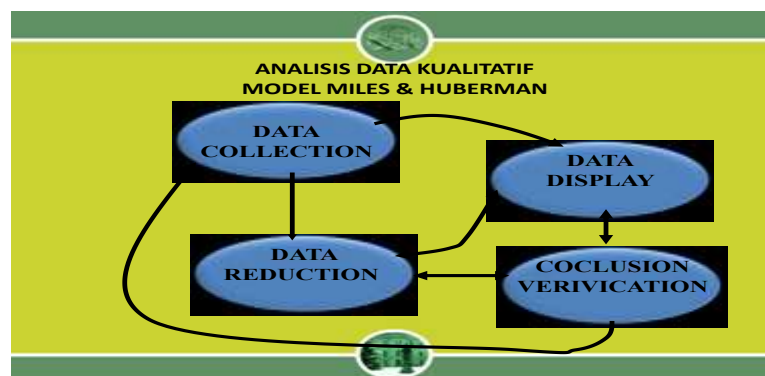 ANALISIS DATA KUALITATIF
MODEL MILES & HUBERMAN
DATA
COLLECTION
DATA
DISPLAY
DATA
REDUCTION
COCLUSION
VERIVICATION